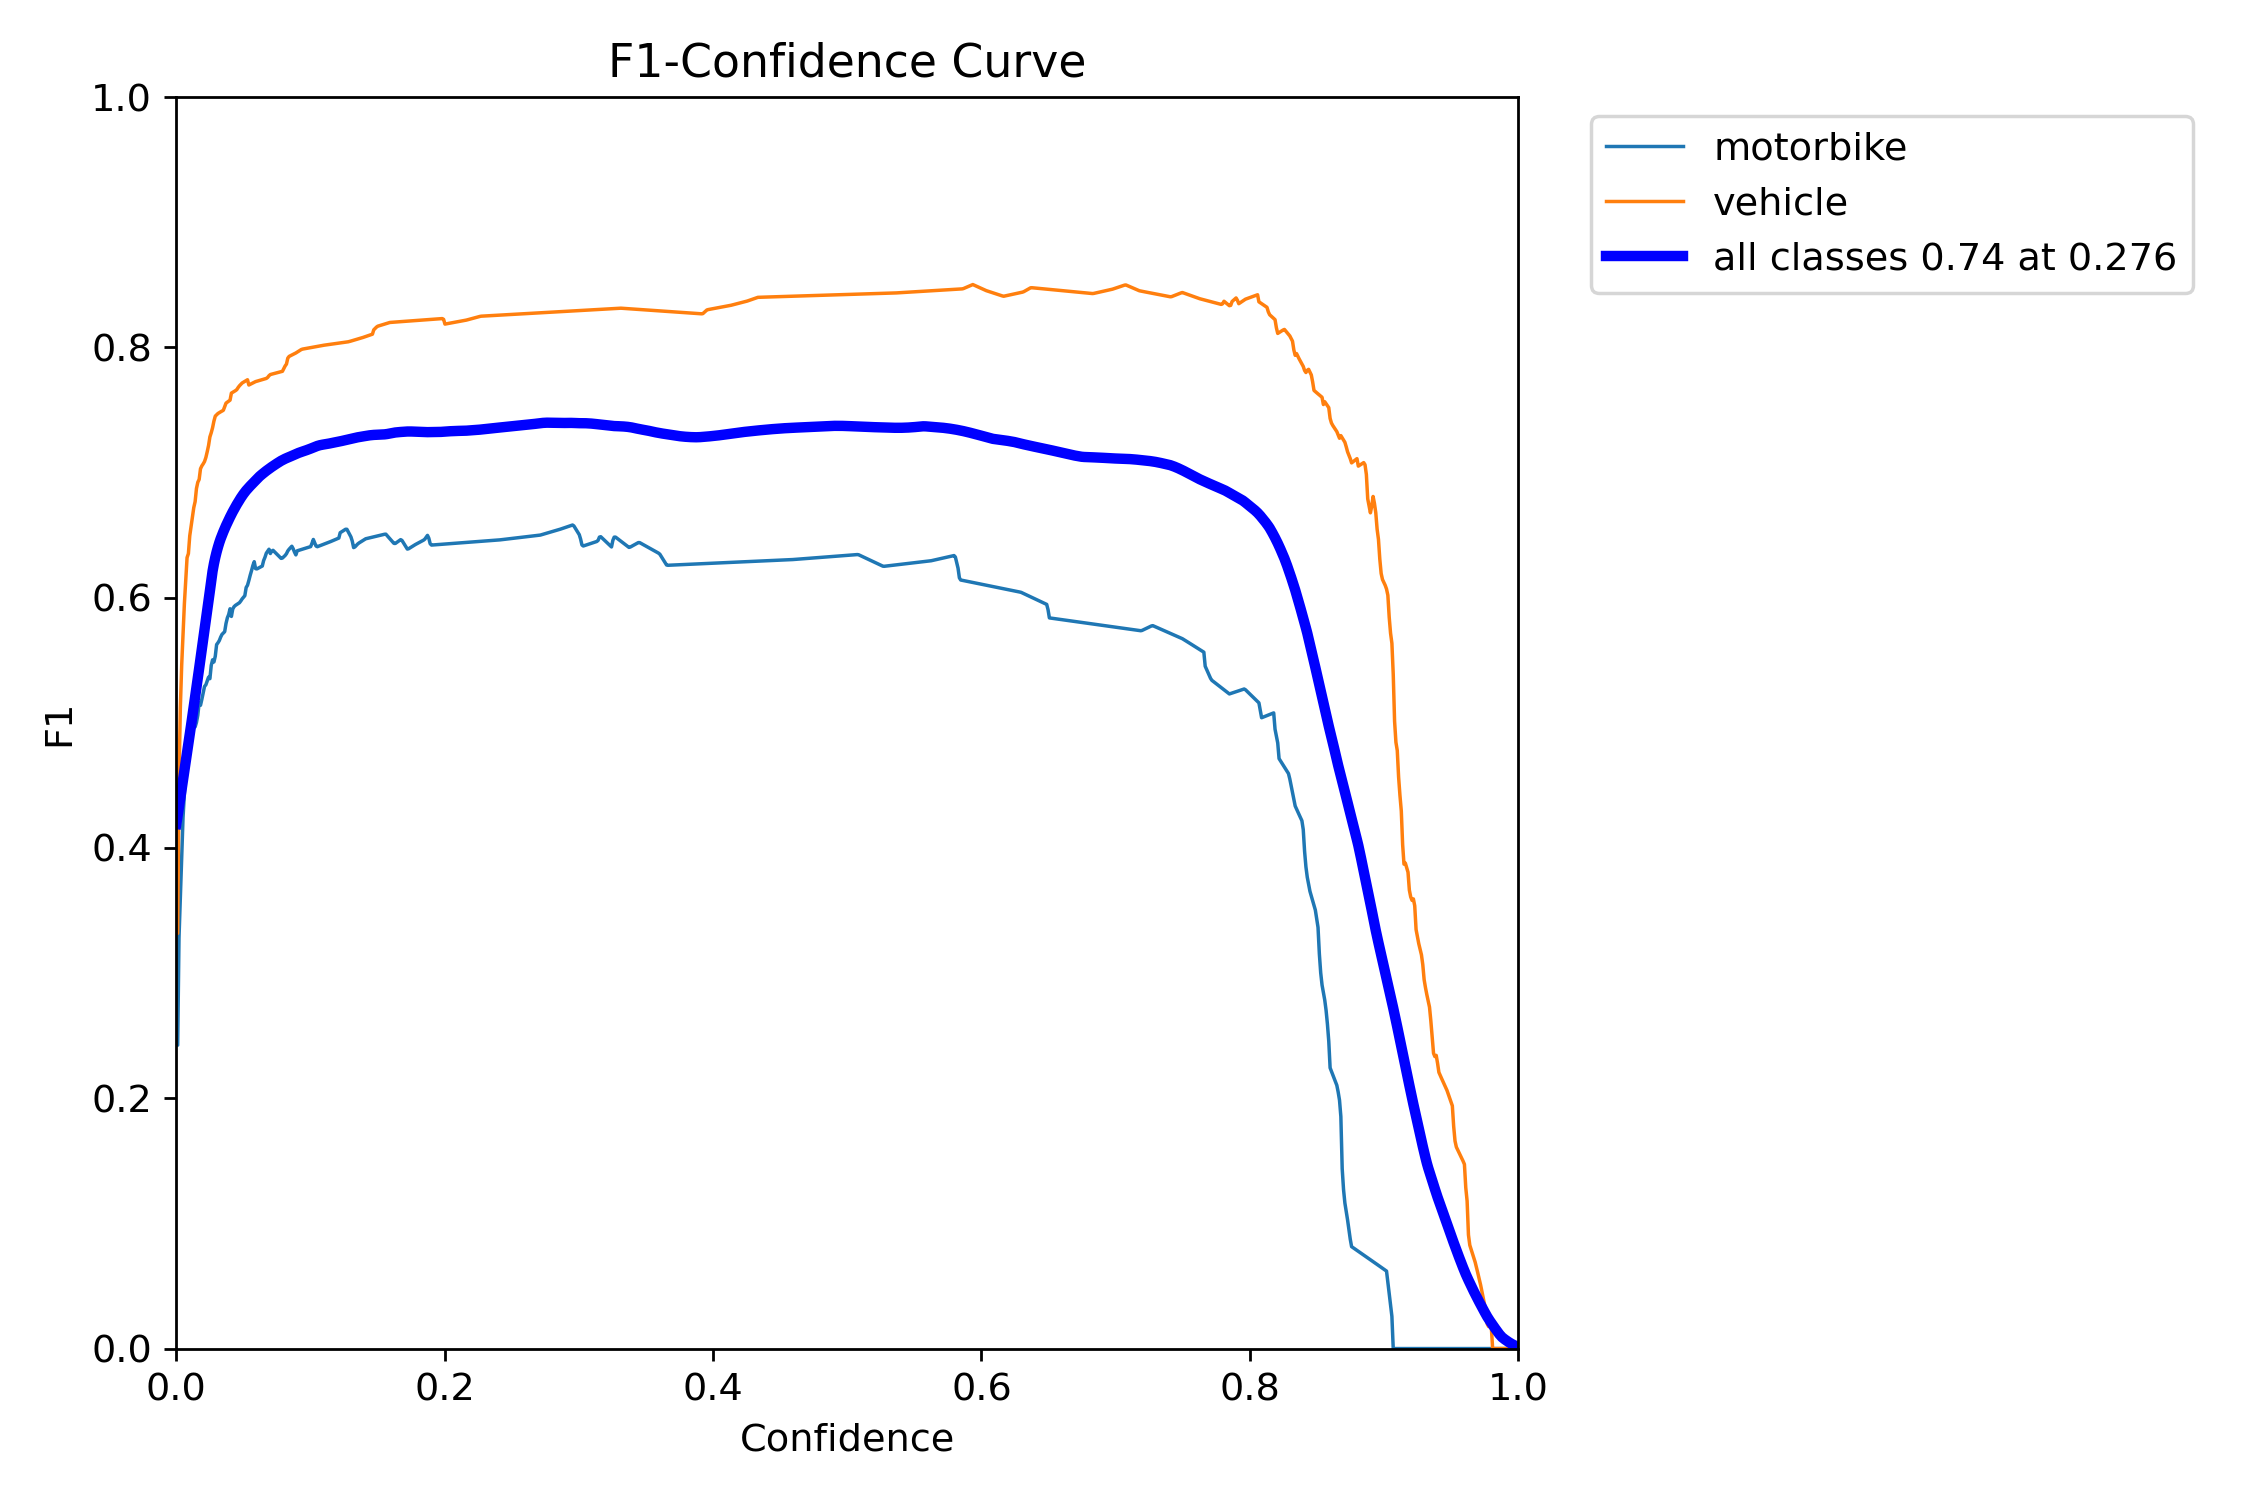 F1-Confidence Curve
1.0
0.8
0.6
0.4
0.2
0.0
F1
0.0 0.2 0.4 0.6 0.8 1.0
Confidence
motorbike
vehicle
all classes 0.74 at 0.276